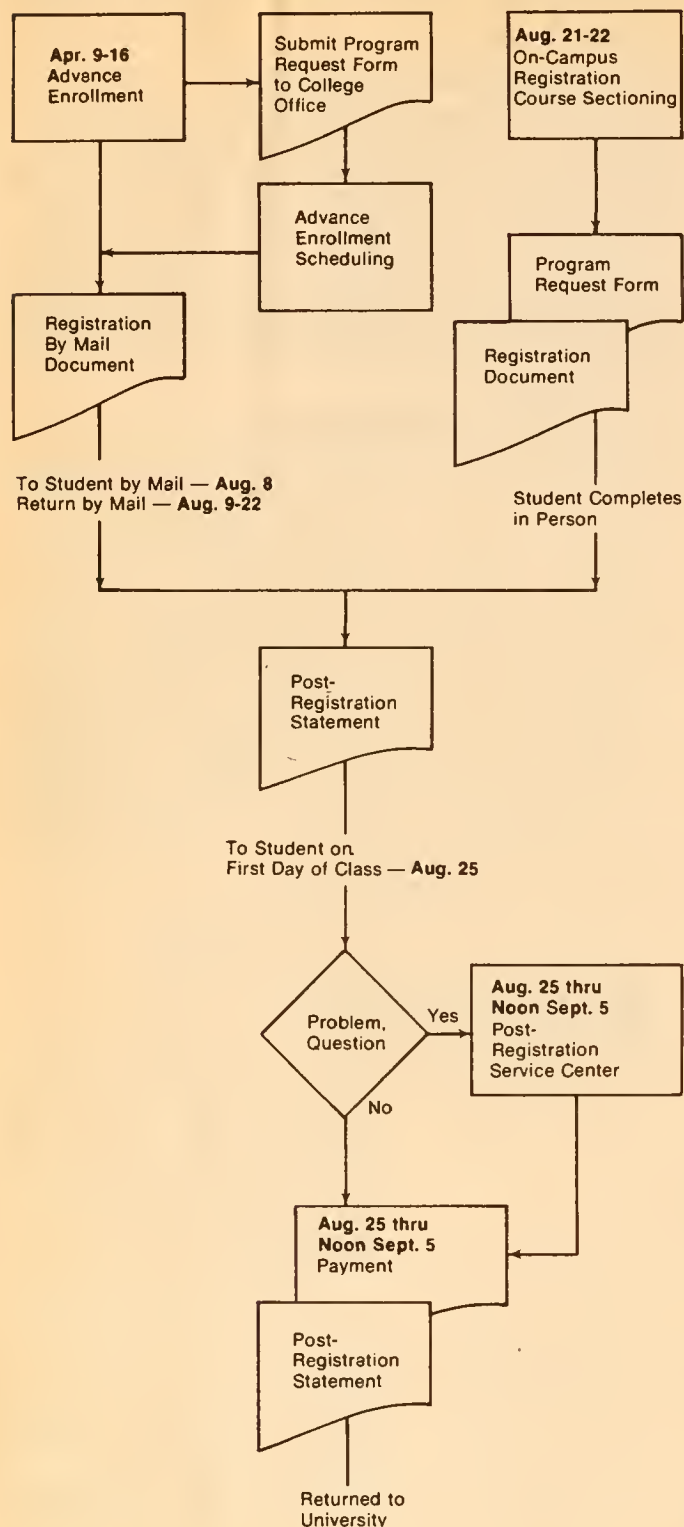 Apr. 9-16
Advance
Enrollment
Submit Program
Request Form
to College
Office
Aug. 21-22
On-Campus
Registration
Course Sectioning
Advance
Enrollment
Scheduling
Program
Request Form
Registration
By Mail
Document
Registration
Document
To Student by Mail — Aug. 8
Return by Mail — Aug. 9-22
Student Completes
in Person
Post-
Registration
Statement
To Student on
First Day of Class — Aug. 25
Problem,
Question
Yes
No
Aug. 25 thru
Noon Sept. 5
Post-
Registration
Service Center
Aug. 25 thru
Noon Sept. 5
Payment
Post-
Registration
Statement
Returned to
University